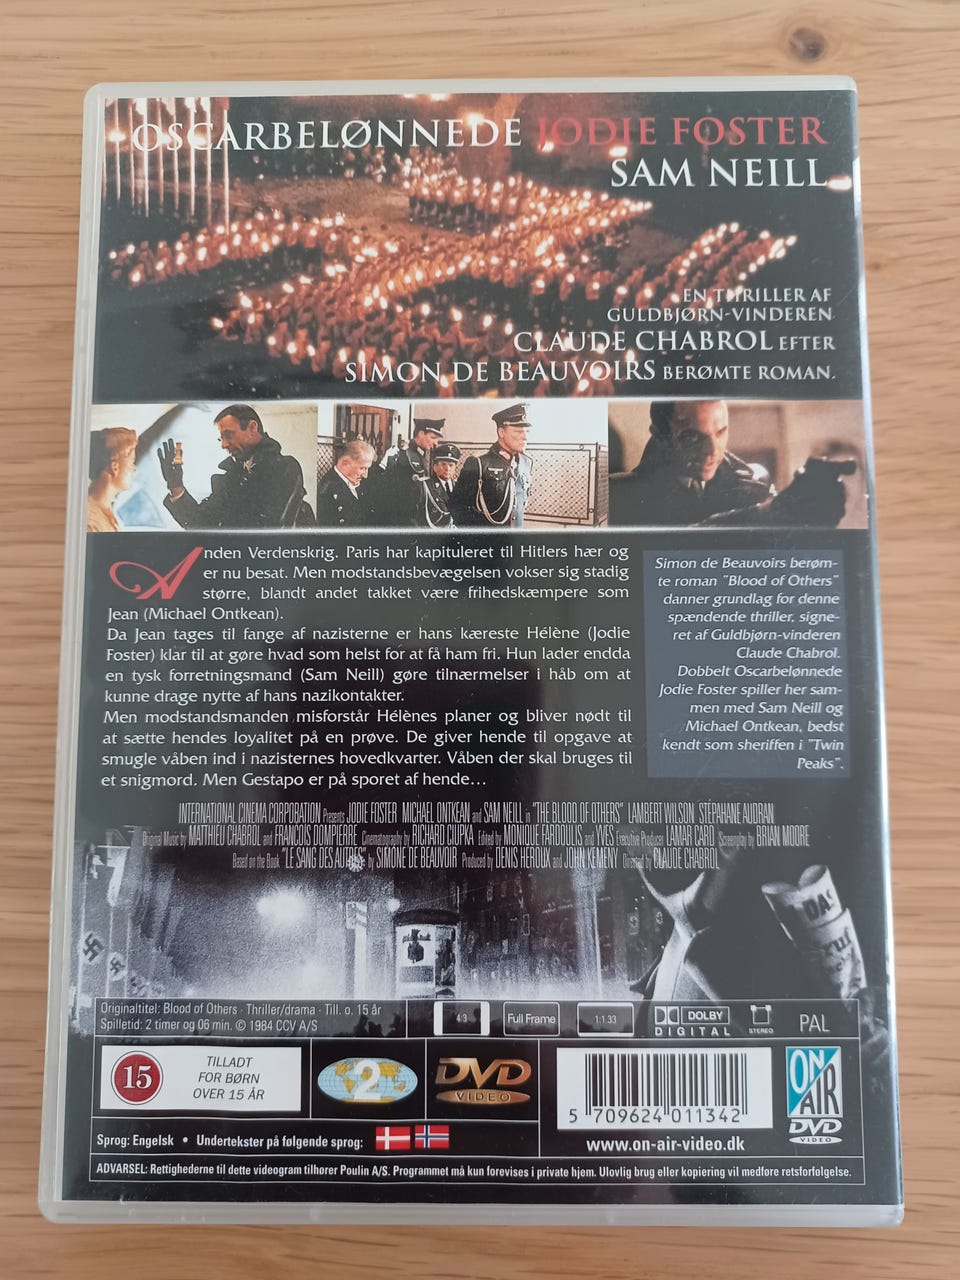 OSCARBELØNNEDE JODIE FOSTER
SAM NEILL
EN THRILLER AF
GULDBJØRN-VINDEREN
CLAUDE CHABROL EFTER
SIMON DE BEAUVOIRS BERØMTE ROMAN.
Anden Verdenskrig. Paris har kapituleret til Hitlers hær og
er nu besat. Men modstandsbevægelsen vokser sig stadig
større, blandt andet takket være frihedskæmpere som
Jean (Michael Ontkean).
Da Jean tages til fange af nazisterne er hans kæreste Hélène (Jodie
Foster) klar til at gøre hvad som helst for at få ham fri. Hun lader endda
en tysk forretningsmand (Sam Neill) gøre tilnærmelser i håb om at
kunne drage nytte af hans nazikontakter.
Men modstandsmanden misforstår Hélènes planer og bliver nødt til
at sætte hendes loyalitet på en prøve. De giver hende til opgave at
smugle våben ind i nazisternes hovedkvarter. Våben der skal bruges til
et snigmord. Men Gestapo er på sporet af hende...
Simon de Beauvoirs berøm-
te roman "Blood of Others"
danner grundlag for denne
spændende thriller, signe-
ret af Guldbjørn-vinderen
Claude Chabrol.
Dobbelt Oscarbelønnede
Jodie Foster spiller her sam-
men med Sam Neill og
Michael Ontkean, bedst
kendt som sheriffen i "Twin
Peaks".
INTERNATIONAL CINEMA CORPORATION Presents JODIE FOSTER MICHAEL ONTKEAN and SAM NEILL in "THE BLOOD OF OTHERS" LAMBERT WILSON STÉPAHANE AUDRAN
Original Music by MATTHIEU CHABROL and FRANCOIS DOMPIERRE Cinematography by RICHARD CIUPKA Edited by MONIQUE FARDOULIS and YVES Executive Producer LAMAR CARD Screenplay by BRIAN MOORE
Based on the Book "LE SANG DES AUTRES" by SIMONE DE BEAUVOIR Produced by DENIS HEROUX and JOHN KEMENY Directed by CLAUDE CHABROL
DAS
Originaltitel: Blood of Others · Thriller/drama · Till. o. 15 år
Spilletid: 2 timer og 06 min. © 1984 CCV A/S
4:3
Full Frame
1:1.33
DOLBY
DIGITAL
STEREO
PAL
15
TILLADT
FOR BØRN
OVER 15 ÅR
2
DVD
VIDEO
5 709624 011342
www.on-air-video.dk
ON
AIR
DVD
VIDEO
Sprog: Engelsk • Undertekster på følgende sprog:
ADVARSEL: Rettighederne til dette videogram tilhører Poulin A/S. Programmet må kun forevises i private hjem. Ulovlig brug eller kopiering vil medføre retsforfølgelse.